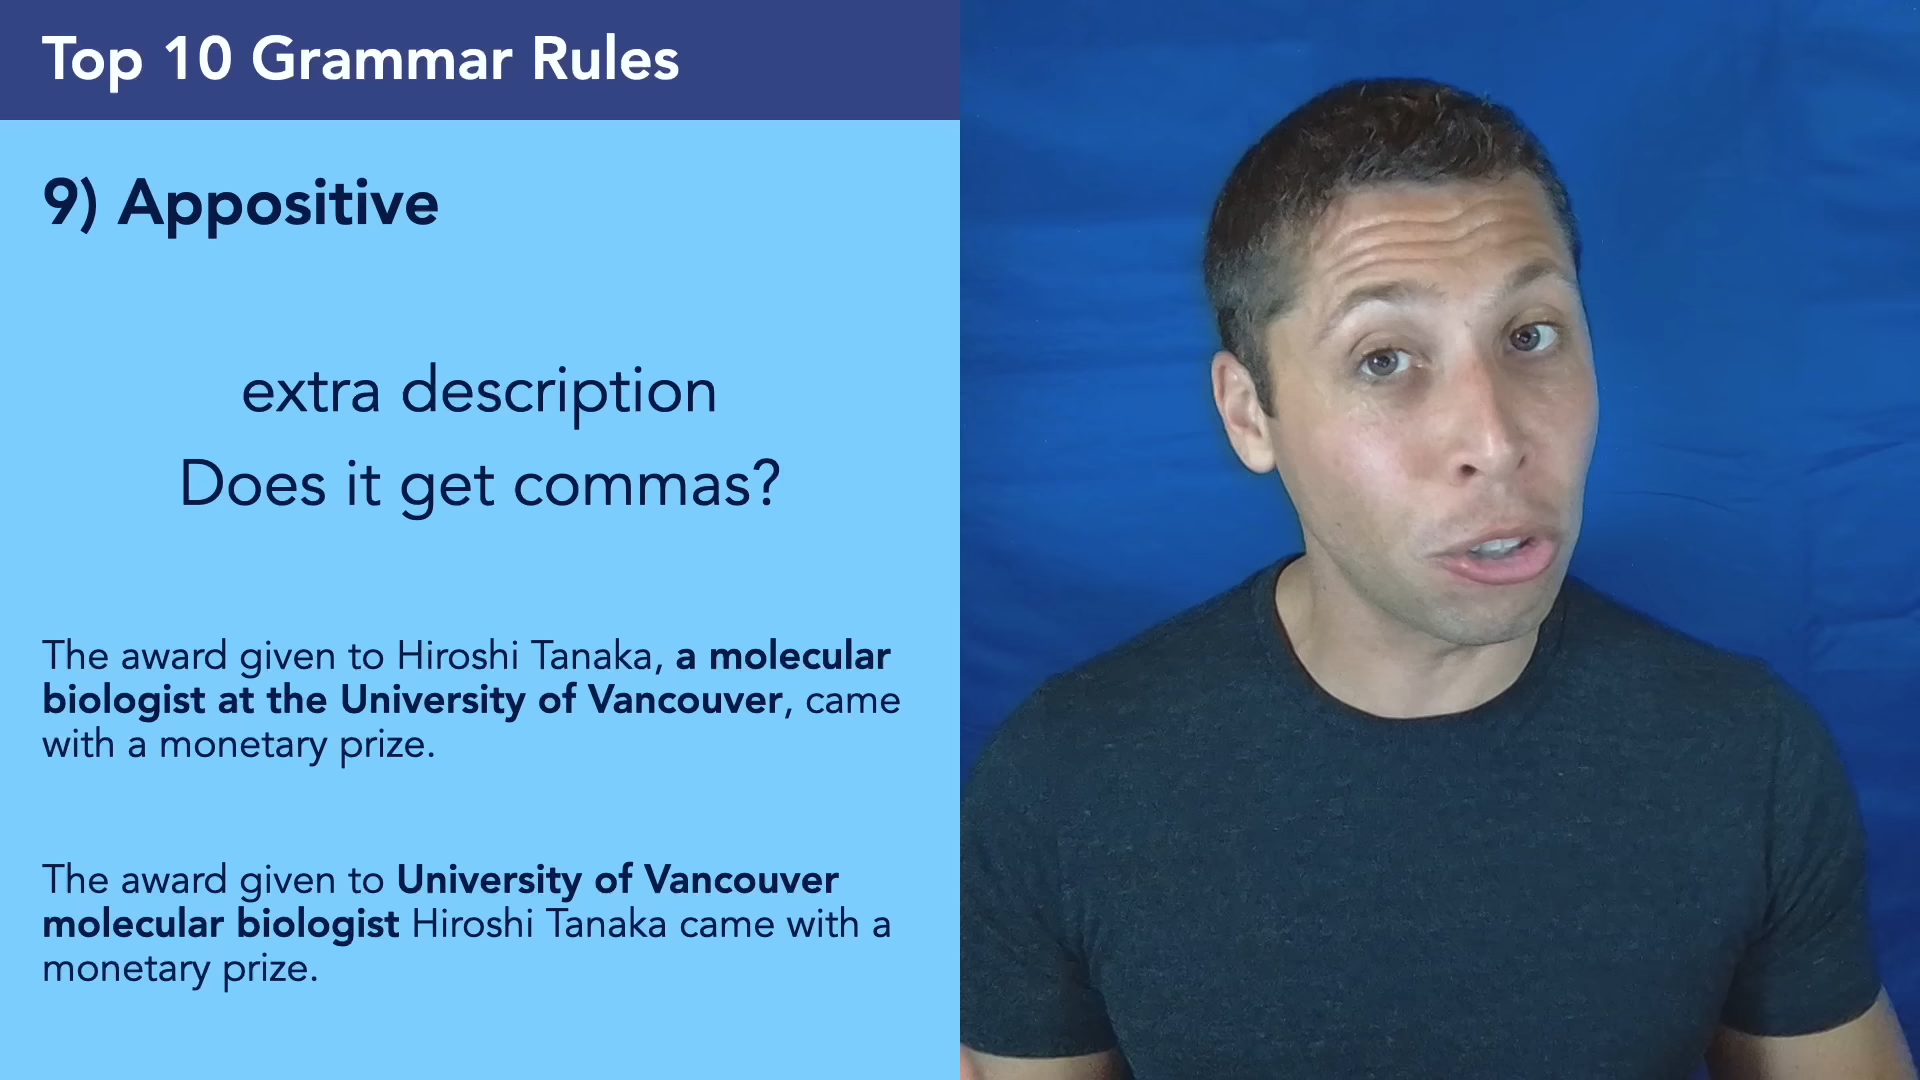 Top 10 Grammar Rules
9) Appositive
extra description
Does it get commas?
The award given to Hiroshi Tanaka, a molecular
biologist at the University of Vancouver, came
with a monetary prize.
The award given to University of Vancouver
molecular biologist Hiroshi Tanaka came with a
monetary prize.